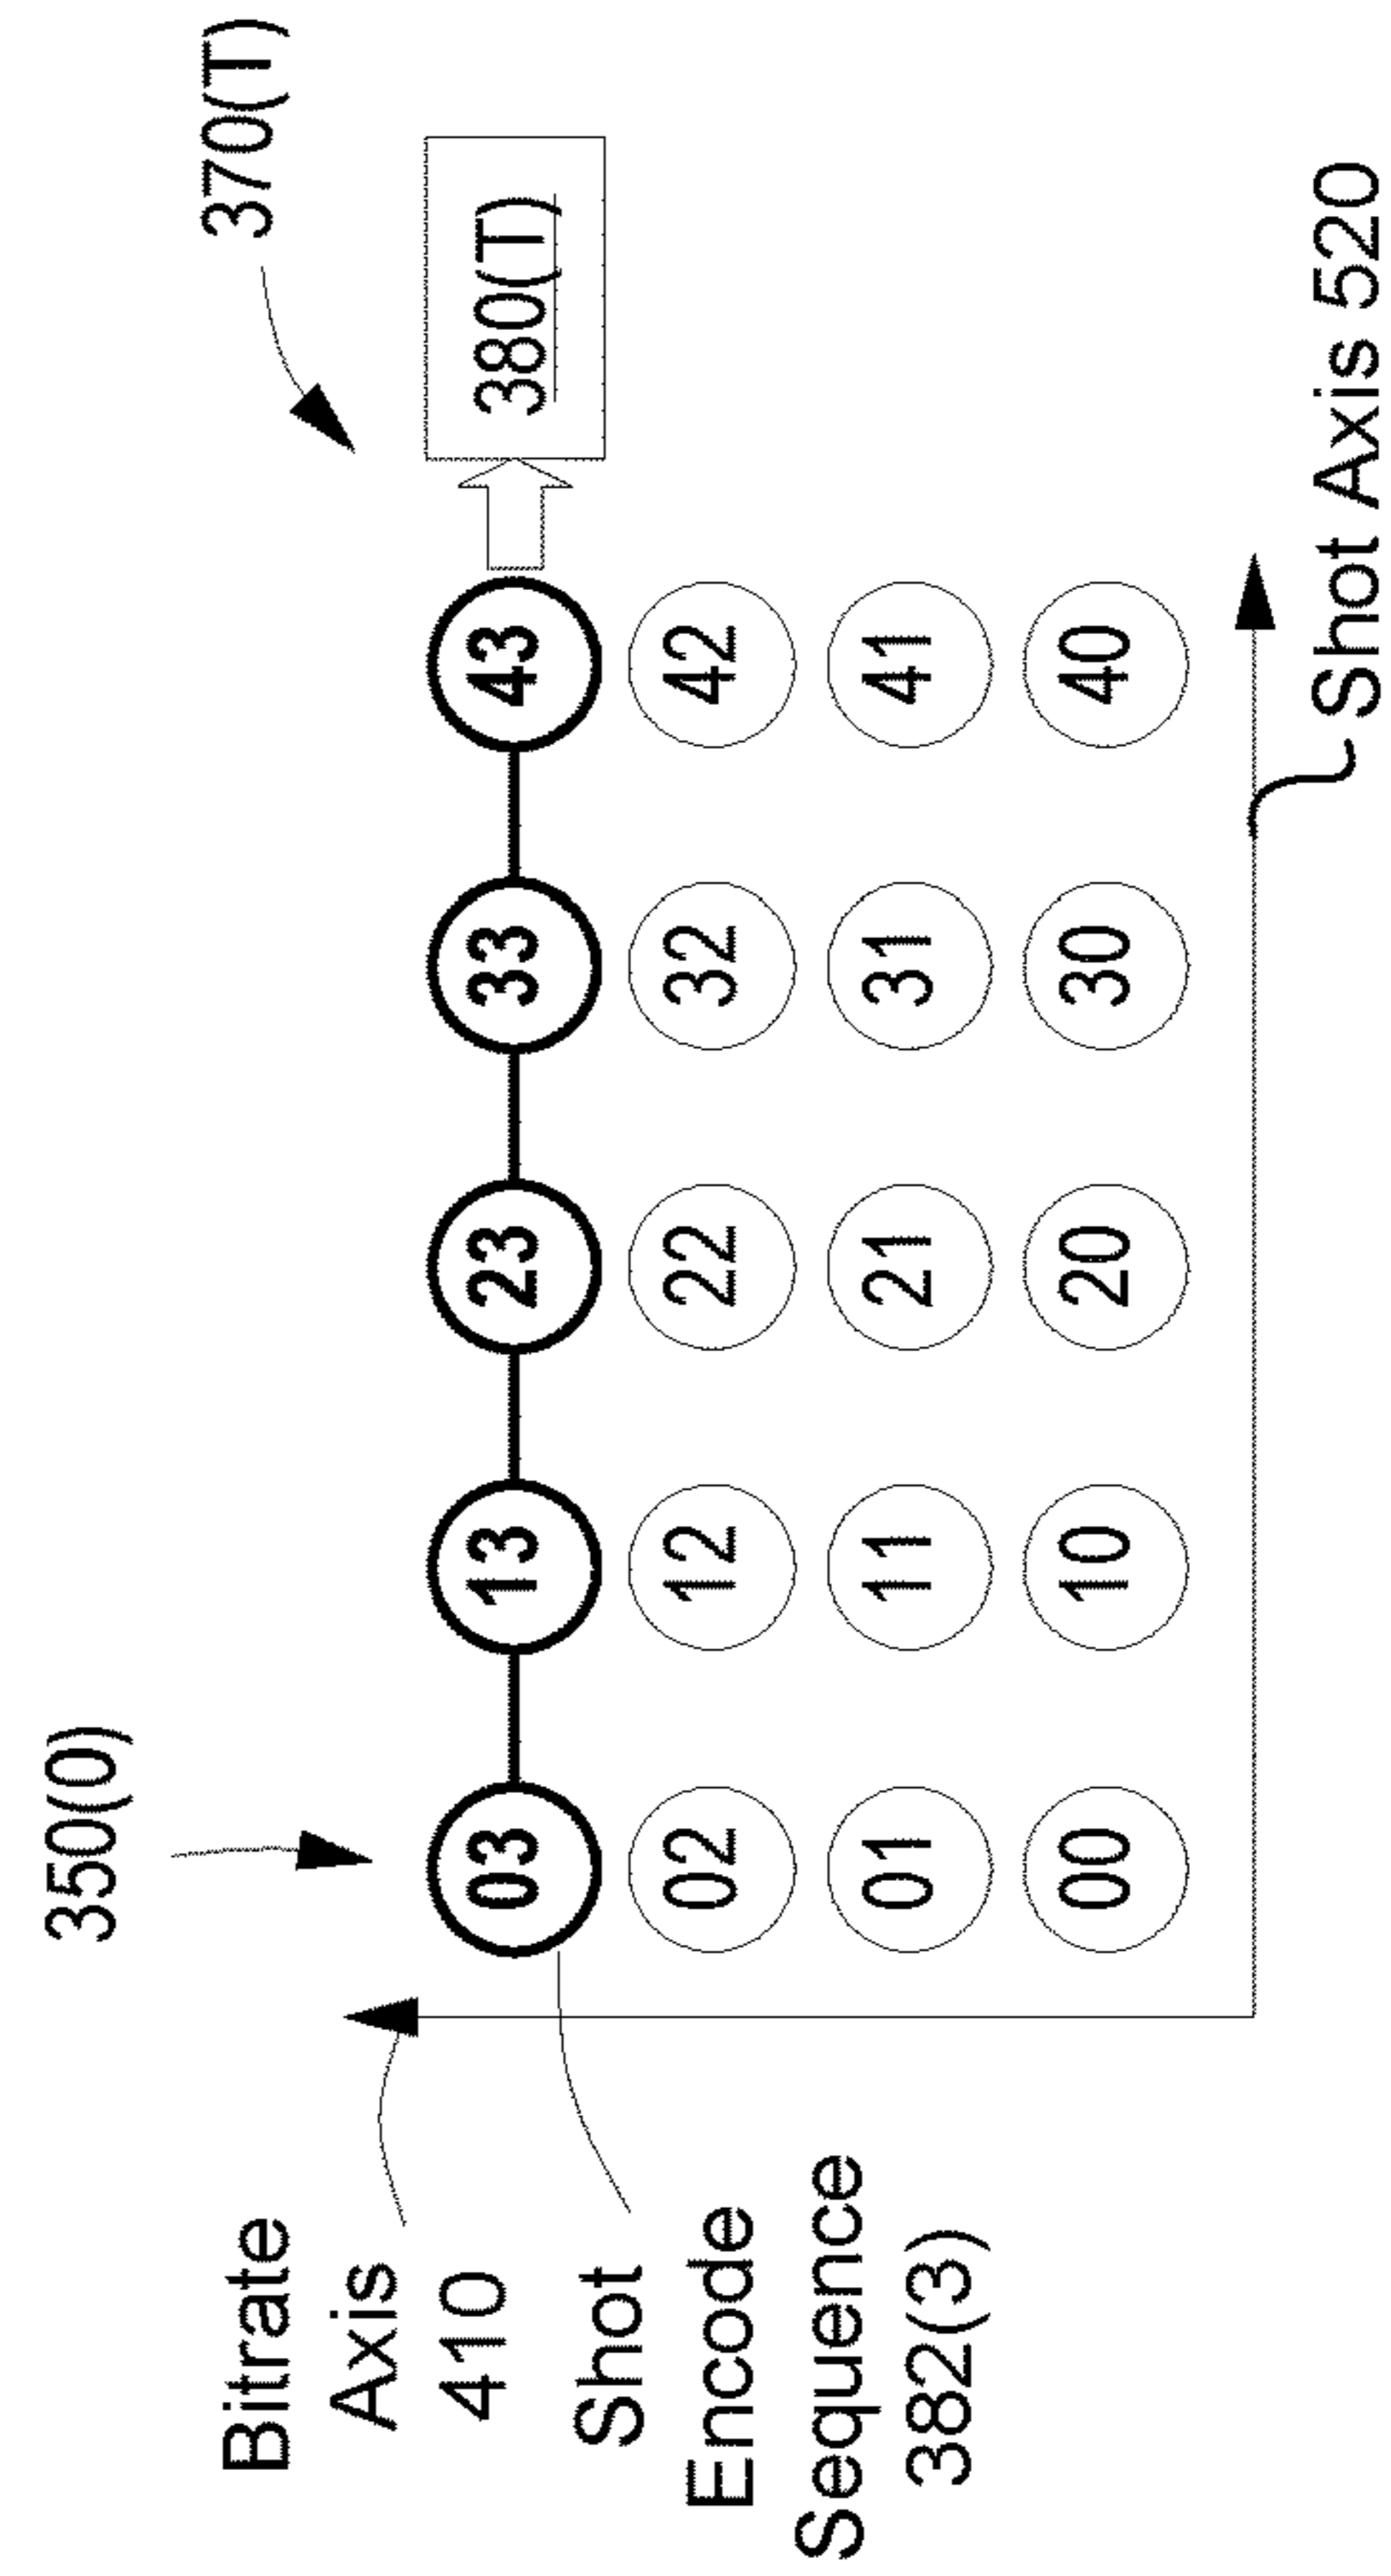 350(0)
370(T)
Bitrate
Axis
410
03 13 23 33 43
380(T)
Shot
Encode
Sequence
382(3)
02 12 22 32 42
01 11 21 31 41
00 10 20 30 40
Shot Axis 520